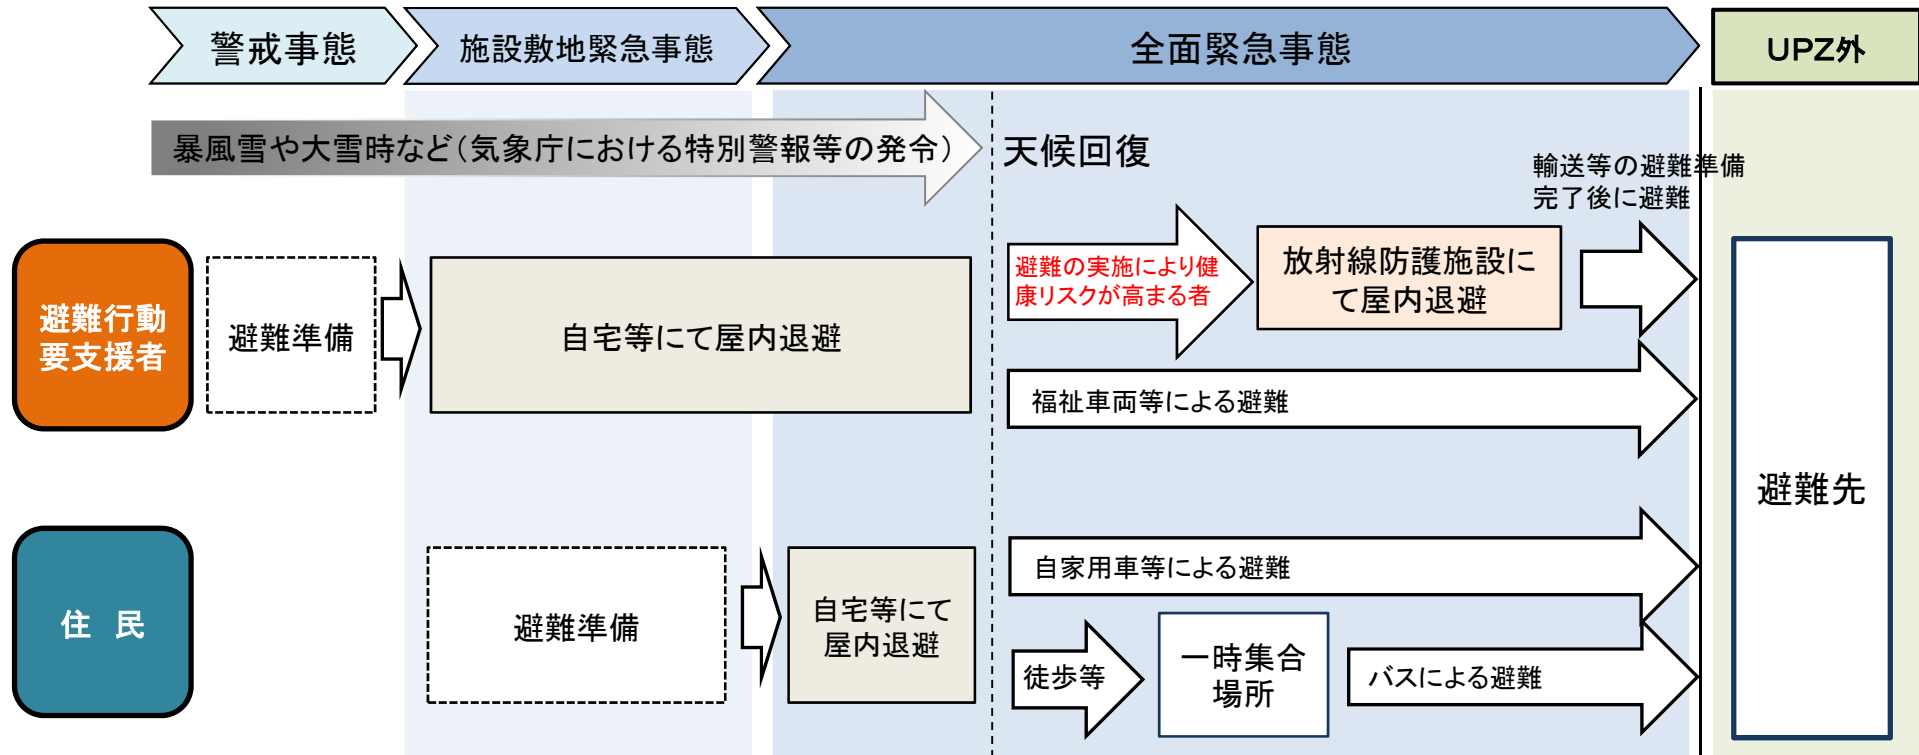 警戒事態
施設敷地緊急事態
全面緊急事態
UPZ外
暴風雪や大雪時など（気象庁における特別警報等の発令）
天候回復
輸送等の避難準備
完了後に避難
避難行動
要支援者
避難準備
自宅等にて屋内退避
避難の実施により健
康リスクが高まる者
放射線防護施設に
て屋内退避
福祉車両等による避難
避難先
住　民
避難準備
自宅等にて
屋内退避
自家用車等による避難
徒歩等
一時集合
場所
バスによる避難